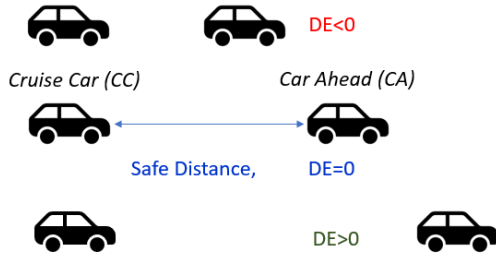 DE<0
Cruise Car (CC) Car Ahead (CA)
Safe Distance, DE=0
DE>0